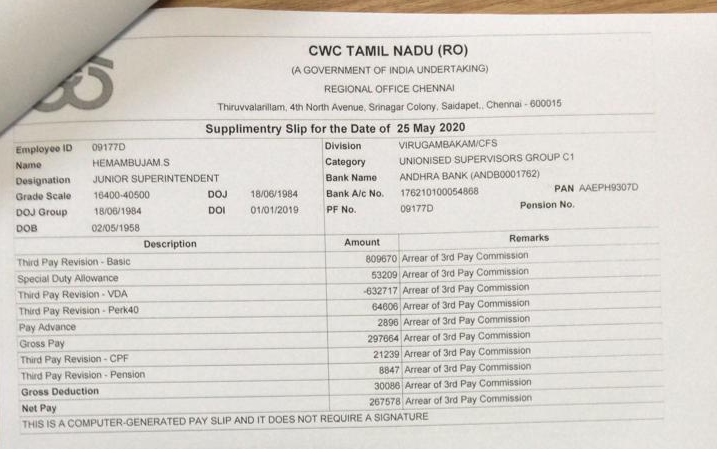 CWC TAMIL NADU (RO)
(A GOVERNMENT OF INDIA UNDERTAKING)
REGIONAL OFFICE CHENNAI
Thiruvvalarillam, 4th North Avenue, Srinagar Colony, Saidapet., Chennai - 600015
Supplimentry Slip for the Date of 25 May 2020
Employee ID 09177D Division VIRUGAMBAKAM/CFS
Name HEMAMBUJAM.S Category UNIONISED SUPERVISORS GROUP C1
Designation JUNIOR SUPERINTENDENT Bank Name ANDHRA BANK (ANDB0001762)
Grade Scale 16400-40500 DOJ 18/06/1984 Bank A/c No. 176210100054868 PAN AAEPH9307D
DOJ Group 18/06/1984 DOI 01/01/2019 PF No. 09177D Pension No.
DOB 02/05/1958
Description Amount Remarks
Third Pay Revision - Basic 809670 Arrear of 3rd Pay Commission
Special Duty Allowance 53209 Arrear of 3rd Pay Commission
Third Pay Revision - VDA -632717 Arrear of 3rd Pay Commission
Third Pay Revision - Perk40 64606 Arrear of 3rd Pay Commission
Pay Advance 2896 Arrear of 3rd Pay Commission
Gross Pay 297664 Arrear of 3rd Pay Commission
Third Pay Revision - CPF 21239 Arrear of 3rd Pay Commission
Third Pay Revision - Pension 8847 Arrear of 3rd Pay Commission
Gross Deduction 30086 Arrear of 3rd Pay Commission
Net Pay 267578 Arrear of 3rd Pay Commission
THIS IS A COMPUTER-GENERATED PAY SLIP AND IT DOES NOT REQUIRE A SIGNATURE